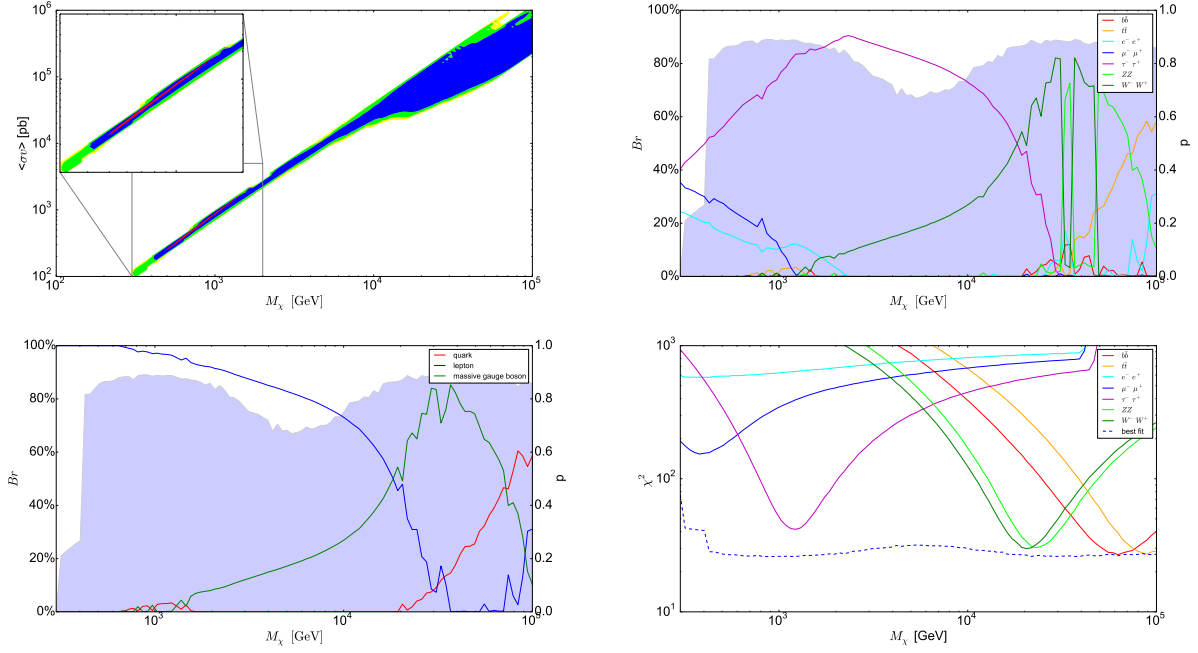 10^6
10^5
10^4
10^3
10^2
<σv> [pb]
10^2
10^3
10^4
10^5
M_χ [GeV]
100%
80%
60%
40%
20%
0%
Br
1.0
0.8
0.6
0.4
0.2
0.0
p
10^3
10^4
10^5
M_χ [GeV]
bb̄
tt̄
e⁻ e⁺
μ⁻ μ⁺
τ⁻ τ⁺
ZZ
W⁻ W⁺
100%
80%
60%
40%
20%
0%
Br
1.0
0.8
0.6
0.4
0.2
0.0
p
10^3
10^4
10^5
M_χ [GeV]
quark
lepton
massive gauge boson
10^3
10^2
10^1
χ^2
10^3
10^4
10^5
M_χ [GeV]
bb̄
tt̄
e⁻ e⁺
μ⁻ μ⁺
τ⁻ τ⁺
ZZ
W⁻ W⁺
best fit